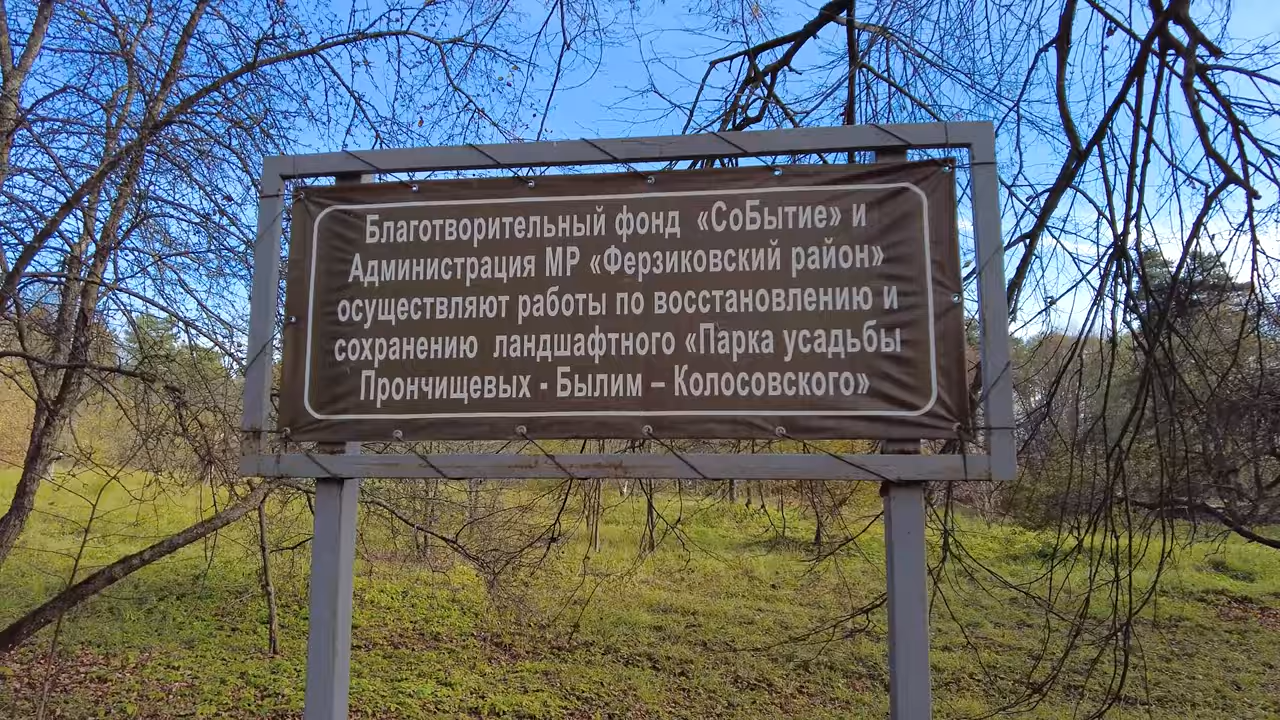 Благотворительный фонд «СоБытие» и
Администрация МР «Ферзиковский район»
осуществляют работы по восстановлению и
сохранению ландшафтного «Парка усадьбы
Прончищевых - Былим – Колосовского»